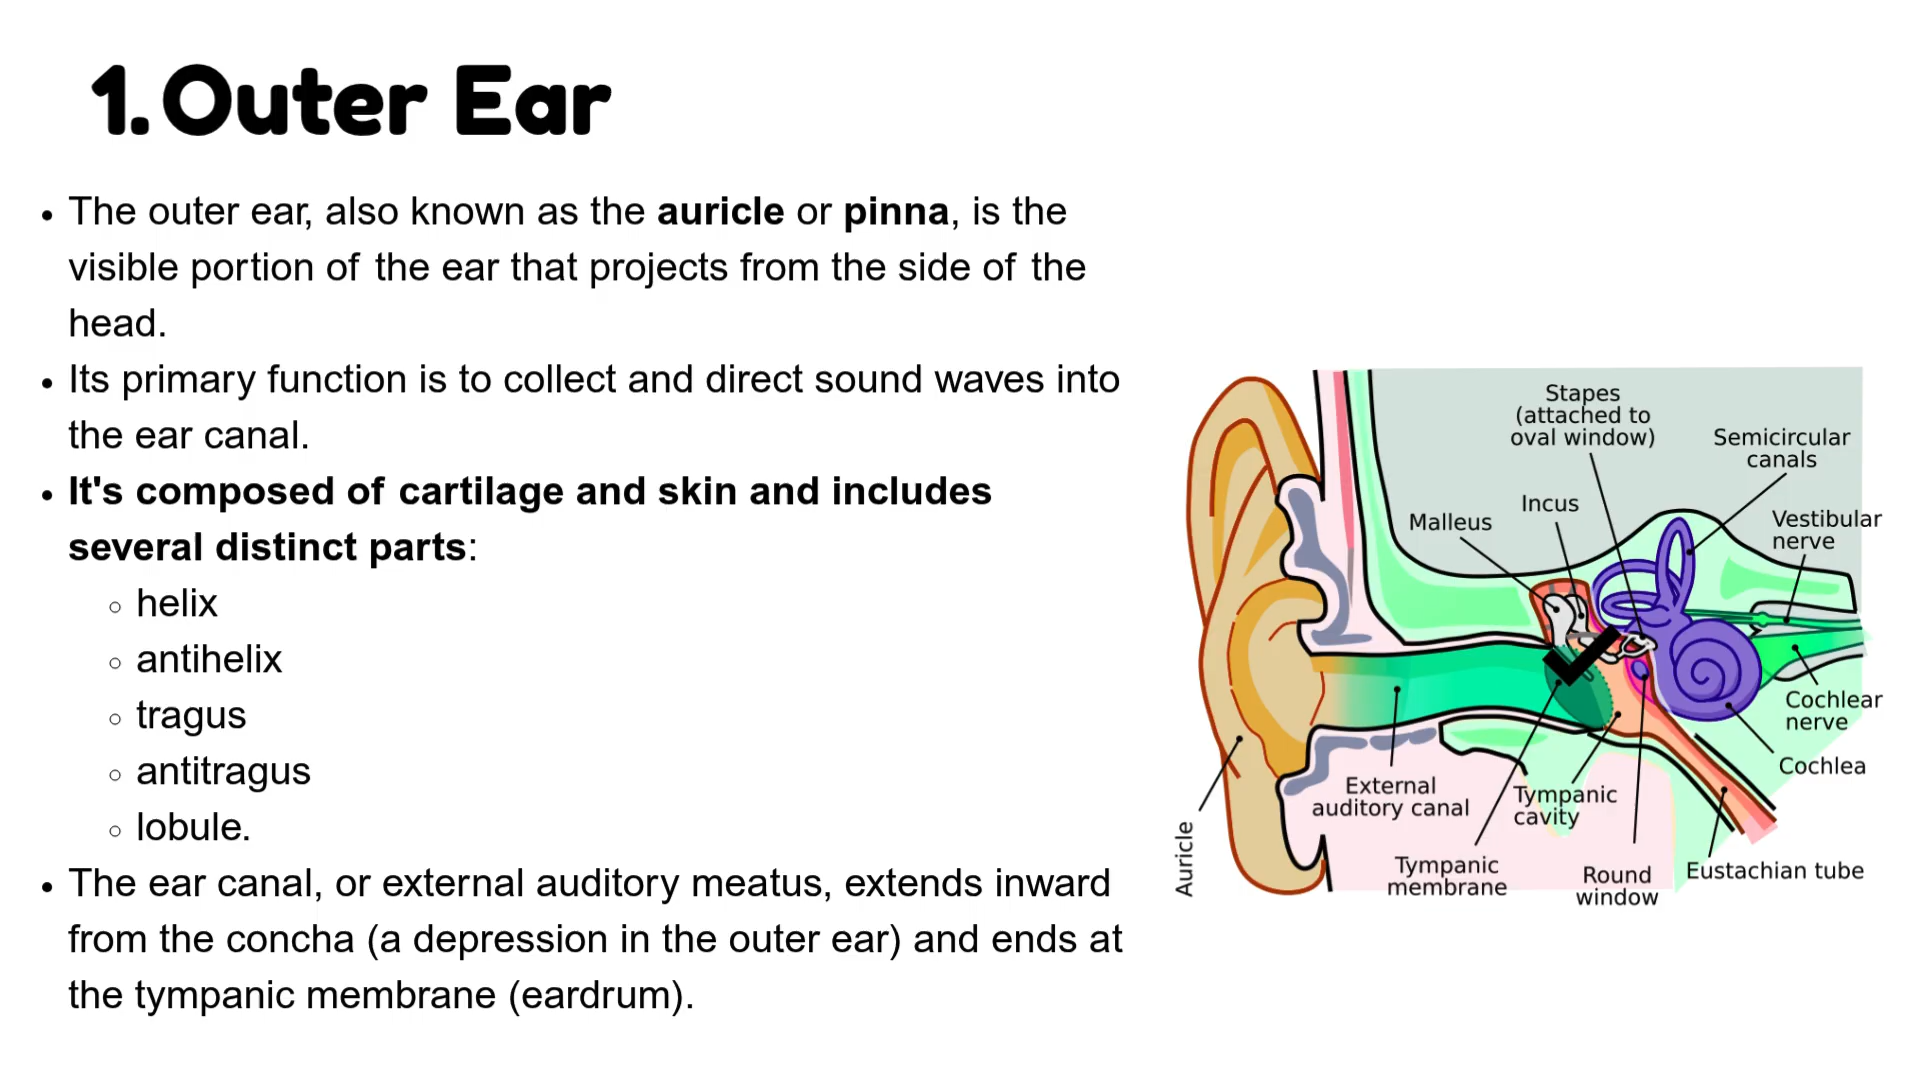 1. Outer Ear
• The outer ear, also known as the auricle or pinna, is the
visible portion of the ear that projects from the side of the
head.
• Its primary function is to collect and direct sound waves into
the ear canal.
• It's composed of cartilage and skin and includes
several distinct parts:
◦ helix
◦ antihelix
◦ tragus
◦ antitragus
◦ lobule.
• The ear canal, or external auditory meatus, extends inward
from the concha (a depression in the outer ear) and ends at
the tympanic membrane (eardrum).
Stapes
(attached to
oval window)
Semicircular
canals
Incus
Malleus
Vestibular
nerve
Cochlear
nerve
Cochlea
External
auditory canal
Tympanic
cavity
Auricle
Tympanic
membrane
Round
window
Eustachian tube